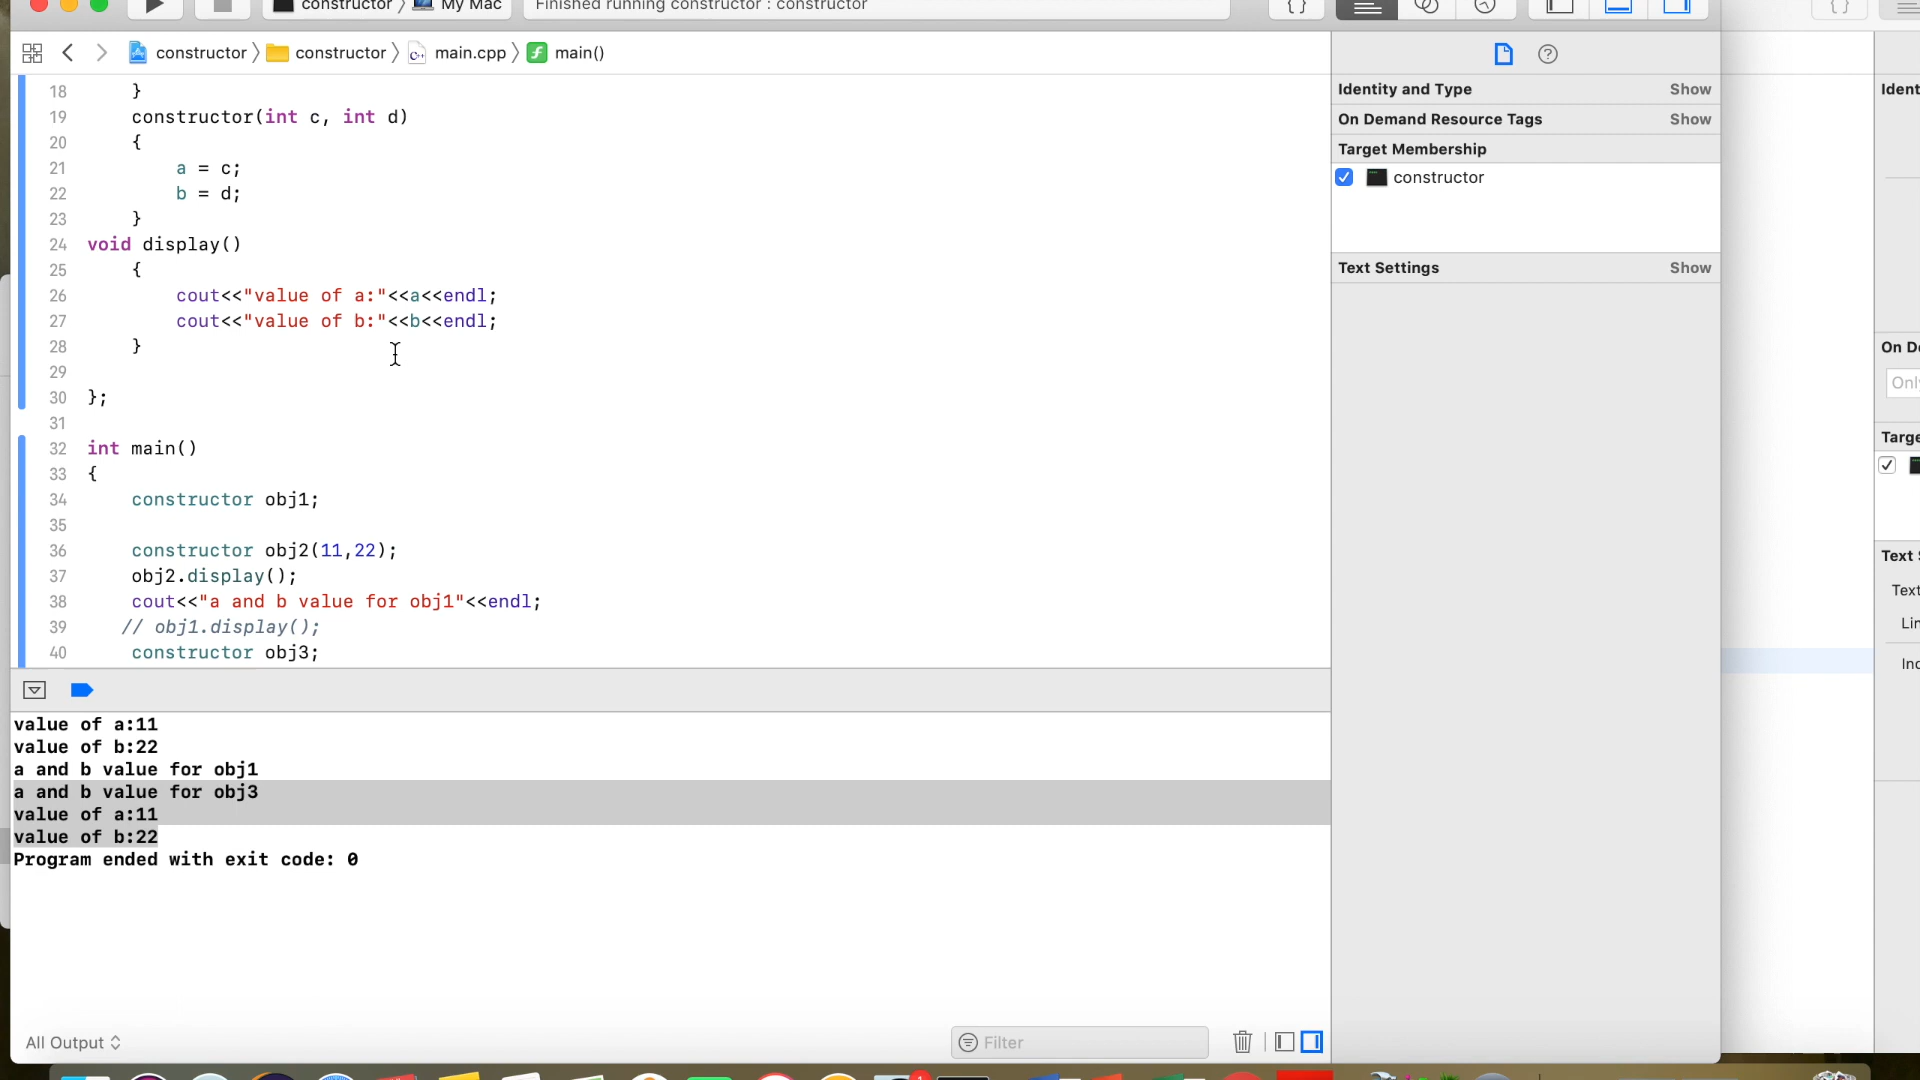 constructor 〉 My Mac
Finished running constructor : constructor
{ }
{ }
constructor 〉 constructor 〉 main.cpp 〉 main()
18 }
19 constructor(int c, int d)
20 {
21 a = c;
22 b = d;
23 }
24 void display()
25 {
26 cout<<"value of a:"<<a<<endl;
27 cout<<"value of b:"<<b<<endl;
28 }
29
30 };
31
32 int main()
33 {
34 constructor obj1;
35
36 constructor obj2(11,22);
37 obj2.display();
38 cout<<"a and b value for obj1"<<endl;
39 // obj1.display();
40 constructor obj3;
value of a:11
value of b:22
a and b value for obj1
a and b value for obj3
value of a:11
value of b:22
Program ended with exit code: 0
All Output
Filter
Identity and Type Show
On Demand Resource Tags Show
Target Membership
constructor
Text Settings Show
Ident
On De
Only
Targe
Text S
Text
Lin
Ind